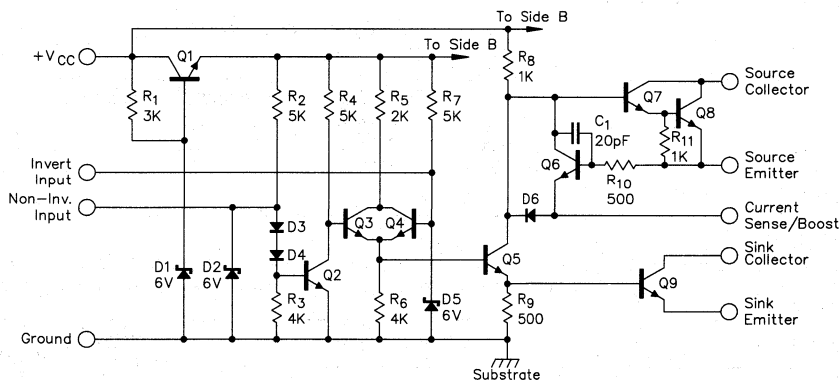 To Side B
+VCC
Q1
To Side B
R8
1K
Source
Collector
R1
3K
R2
5K
R4
5K
R5
2K
R7
5K
Q7
Q8
C1
20pF
R11
1K
Invert
Input
Q6
R10
500
Source
Emitter
Non-Inv.
Input
D3
Q3
Q4
D6
Current
Sense/Boost
D4
D1
6V
D2
6V
Q2
Q5
Sink
Collector
Q9
R3
4K
R6
4K
D5
6V
R9
500
Sink
Emitter
Ground
Substrate